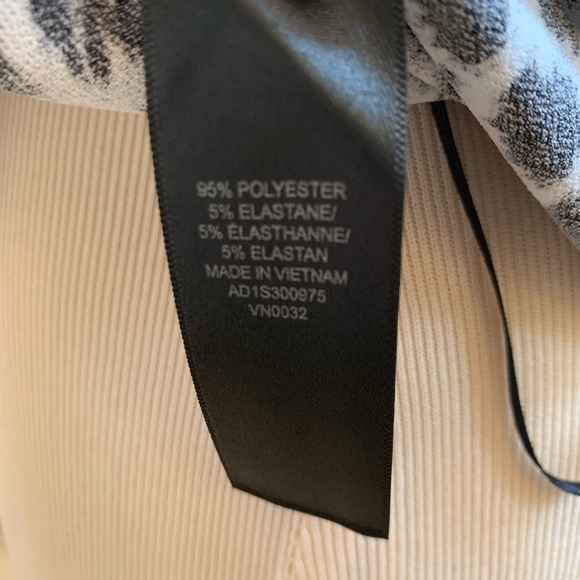 95% POLYESTER
5% ELASTANE/
5% ÉLASTHANNE/
5% ELASTAN
MADE IN VIETNAM
AD1S300975
VN0032